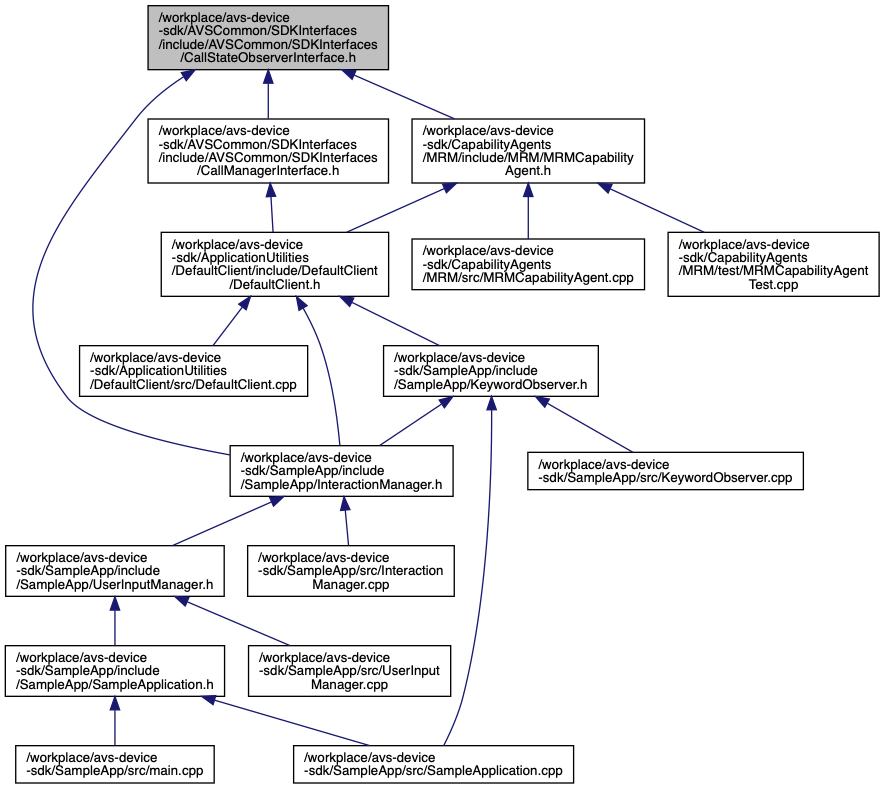 /workplace/avs-device
-sdk/AVSCommon/SDKInterfaces
/include/AVSCommon/SDKInterfaces
/CallStateObserverInterface.h
/workplace/avs-device
-sdk/AVSCommon/SDKInterfaces
/include/AVSCommon/SDKInterfaces
/CallManagerInterface.h
/workplace/avs-device
-sdk/CapabilityAgents
/MRM/include/MRM/MRMCapability
Agent.h
/workplace/avs-device
-sdk/ApplicationUtilities
/DefaultClient/include/DefaultClient
/DefaultClient.h
/workplace/avs-device
-sdk/CapabilityAgents
/MRM/src/MRMCapabilityAgent.cpp
/workplace/avs-device
-sdk/CapabilityAgents
/MRM/test/MRMCapabilityAgent
Test.cpp
/workplace/avs-device
-sdk/ApplicationUtilities
/DefaultClient/src/DefaultClient.cpp
/workplace/avs-device
-sdk/SampleApp/include
/SampleApp/KeywordObserver.h
/workplace/avs-device
-sdk/SampleApp/include
/SampleApp/InteractionManager.h
/workplace/avs-device
-sdk/SampleApp/src/KeywordObserver.cpp
/workplace/avs-device
-sdk/SampleApp/include
/SampleApp/UserInputManager.h
/workplace/avs-device
-sdk/SampleApp/src/Interaction
Manager.cpp
/workplace/avs-device
-sdk/SampleApp/include
/SampleApp/SampleApplication.h
/workplace/avs-device
-sdk/SampleApp/src/UserInput
Manager.cpp
/workplace/avs-device
-sdk/SampleApp/src/main.cpp
/workplace/avs-device
-sdk/SampleApp/src/SampleApplication.cpp